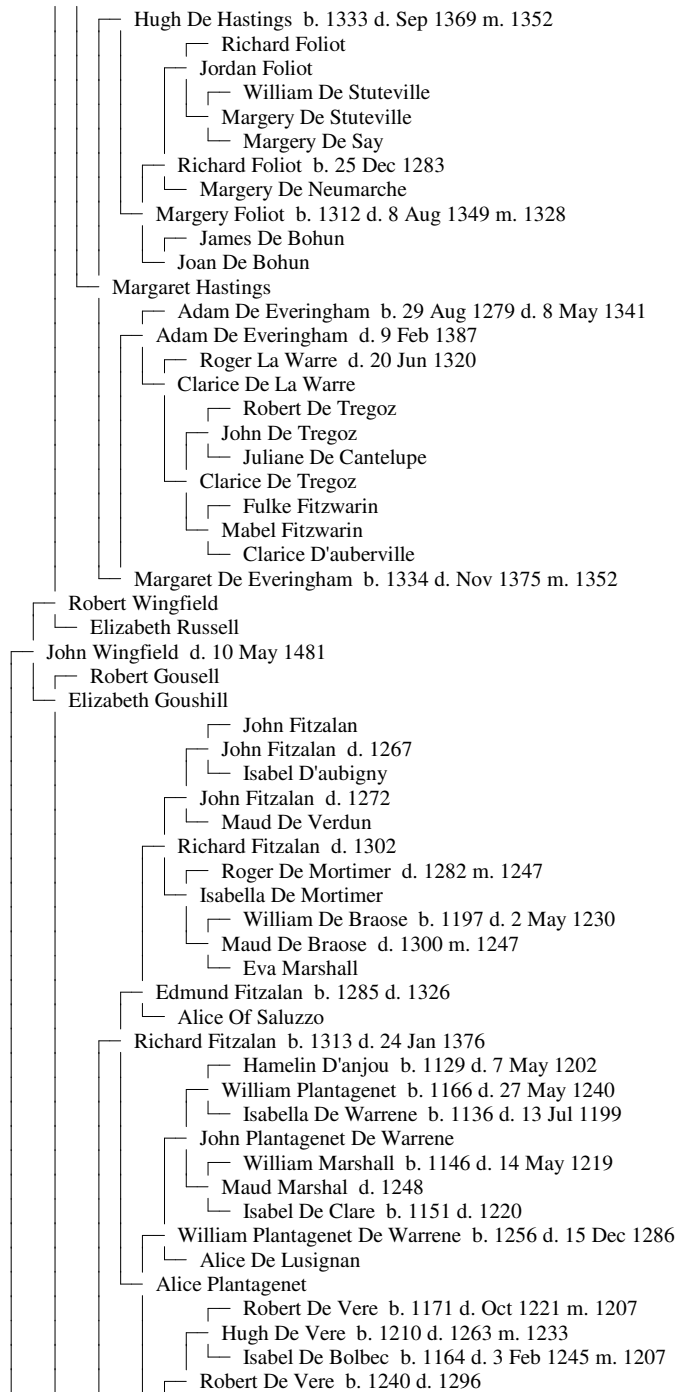 Hugh De Hastings b. 1333 d. Sep 1369 m. 1352
Richard Foliot
Jordan Foliot
William De Stuteville
Margery De Stuteville
Margery De Say
Richard Foliot b. 25 Dec 1283
Margery De Neumarche
Margery Foliot b. 1312 d. 8 Aug 1349 m. 1328
James De Bohun
Joan De Bohun
Margaret Hastings
Adam De Everingham b. 29 Aug 1279 d. 8 May 1341
Adam De Everingham d. 9 Feb 1387
Roger La Warre d. 20 Jun 1320
Clarice De La Warre
Robert De Tregoz
John De Tregoz
Juliane De Cantelupe
Clarice De Tregoz
Fulke Fitzwarin
Mabel Fitzwarin
Clarice D'auberville
Margaret De Everingham b. 1334 d. Nov 1375 m. 1352
Robert Wingfield
Elizabeth Russell
John Wingfield d. 10 May 1481
Robert Gousell
Elizabeth Goushill
John Fitzalan
John Fitzalan d. 1267
Isabel D'aubigny
John Fitzalan d. 1272
Maud De Verdun
Richard Fitzalan d. 1302
Roger De Mortimer d. 1282 m. 1247
Isabella De Mortimer
William De Braose b. 1197 d. 2 May 1230
Maud De Braose d. 1300 m. 1247
Eva Marshall
Edmund Fitzalan b. 1285 d. 1326
Alice Of Saluzzo
Richard Fitzalan b. 1313 d. 24 Jan 1376
Hamelin D'anjou b. 1129 d. 7 May 1202
William Plantagenet b. 1166 d. 27 May 1240
Isabella De Warrene b. 1136 d. 13 Jul 1199
John Plantagenet De Warrene
William Marshall b. 1146 d. 14 May 1219
Maud Marshal d. 1248
Isabel De Clare b. 1151 d. 1220
William Plantagenet De Warrene b. 1256 d. 15 Dec 1286
Alice De Lusignan
Alice Plantagenet
Robert De Vere b. 1171 d. Oct 1221 m. 1207
Hugh De Vere b. 1210 d. 1263 m. 1233
Isabel De Bolbec b. 1164 d. 3 Feb 1245 m. 1207
Robert De Vere b. 1240 d. 1296